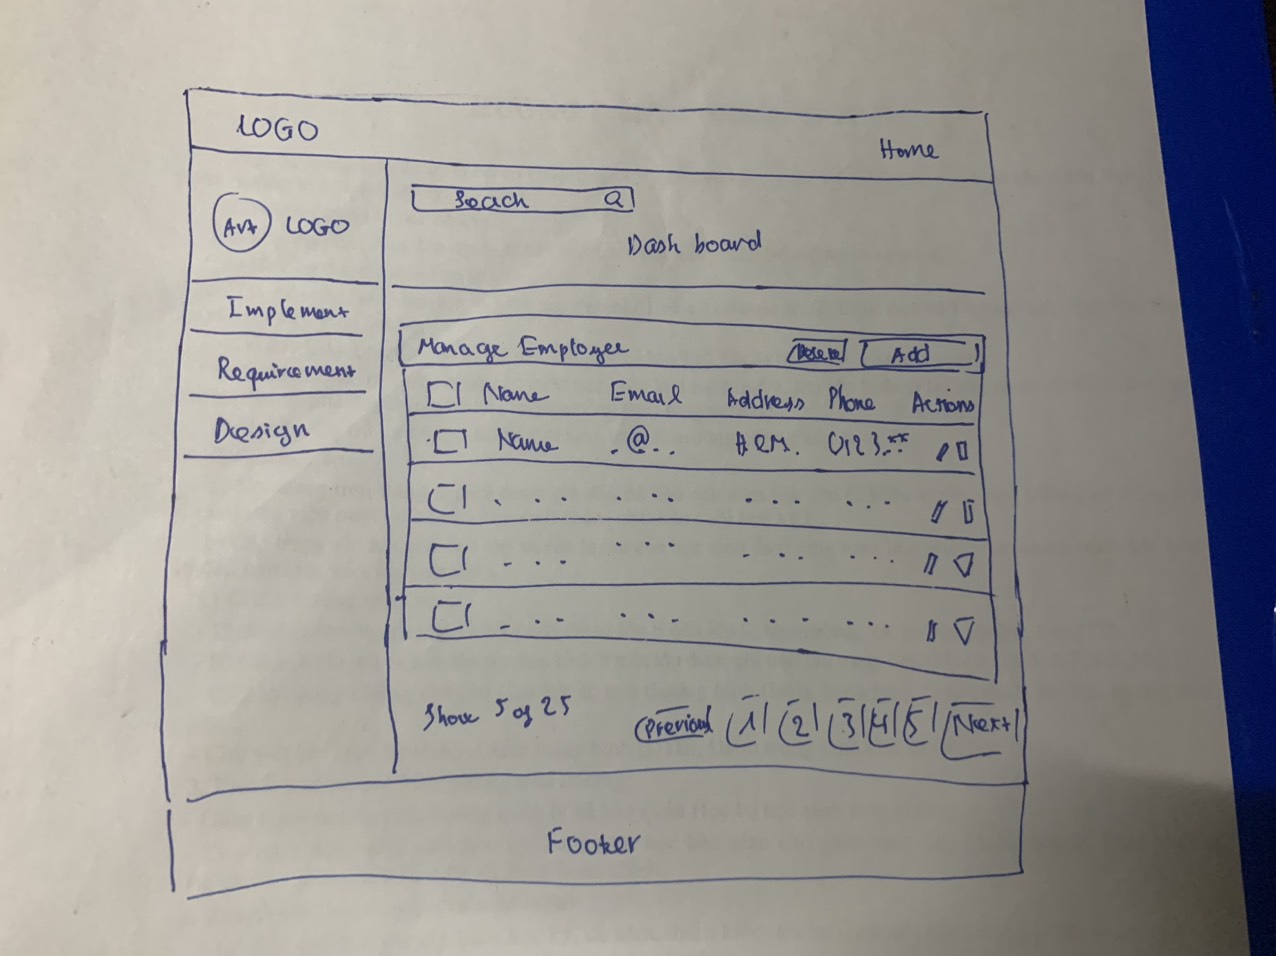 LOGO
Home
Avt LOGO
Implement
Requirement
Design
Seach
Dash board
Manage Employee Delete Add
Name Email Address Phone Actions
Name .@.. HCM. 0123.**
Show 5 of 25
Previous 1 2 3 4 5 Next
Footer